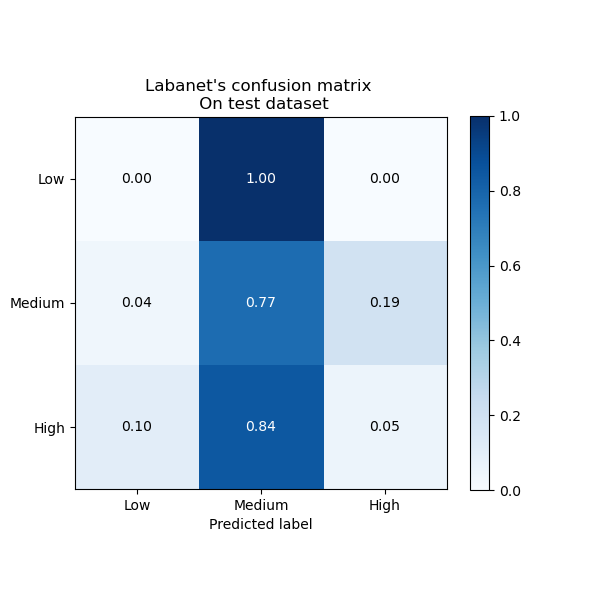 Labanet's confusion matrix
On test dataset
Low 0.00 1.00 0.00
Medium 0.04 0.77 0.19
High 0.10 0.84 0.05
Low Medium High
Predicted label
1.0
0.8
0.6
0.4
0.2
0.0